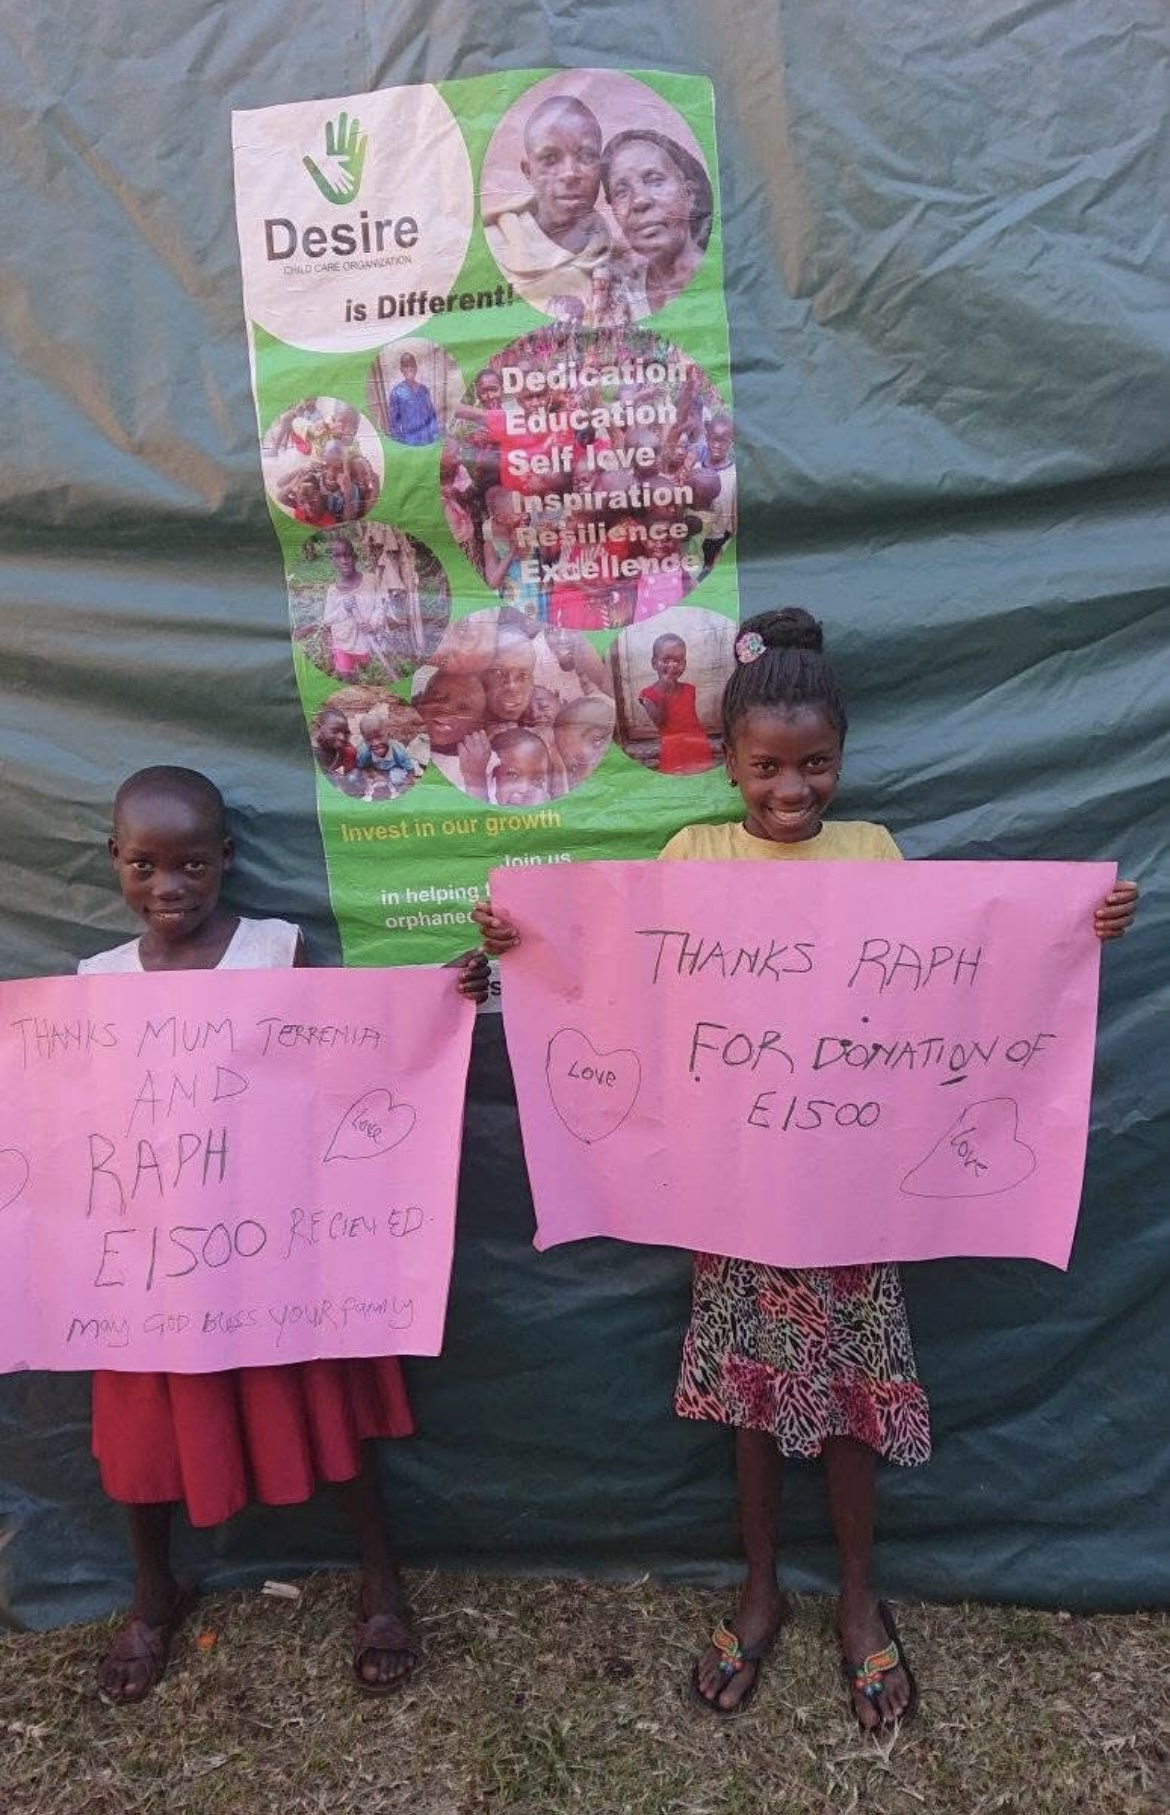 Desire
CHILD CARE ORGANIZATION
is Different!
Dedication
Education
Self love
Inspiration
Resilience
Excellence
Invest in our growth
Join us
in helping
orphaned
THANKS MUM TERRENIA
AND
RAPH
Love
E1500 RECIEVED.
May GOD BLESS YOUR family
THANKS RAPH
FOR DONATION OF
Love
E1500
Love